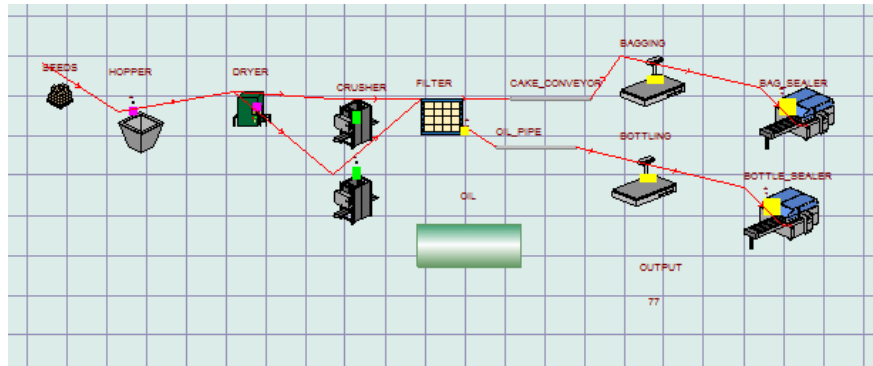 SEEDS
HOPPER
DRYER
CRUSHER
FILTER
CAKE_CONVEYOR
BAGGING
BAG_SEALER
OIL_PIPE
BOTTLING
BOTTLE_SEALER
OIL
OUTPUT
77